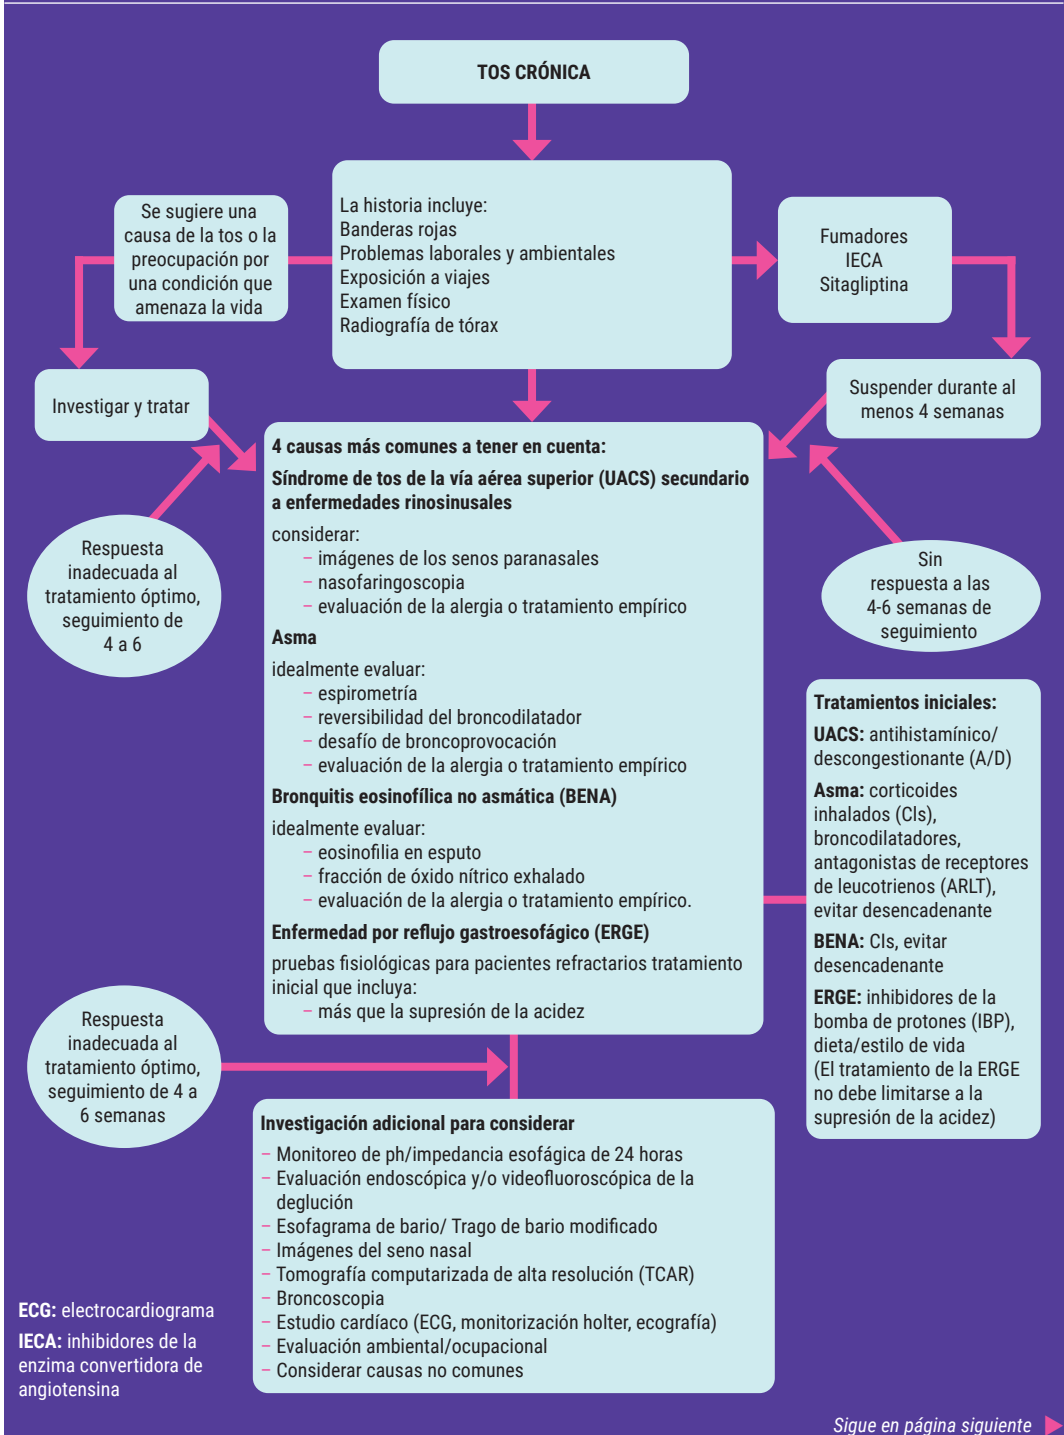 TOS CRÓNICA
La historia incluye:
Banderas rojas
Problemas laborales y ambientales
Exposición a viajes
Examen físico
Radiografía de tórax
Se sugiere una
causa de la tos o la
preocupación por
una condición que
amenaza la vida
Fumadores
IECA
Sitagliptina
Investigar y tratar
Suspender durante al
menos 4 semanas
Respuesta
inadecuada al
tratamiento óptimo,
seguimiento de
4 a 6
Sin
respuesta a las
4-6 semanas de
seguimiento
4 causas más comunes a tener en cuenta:
Síndrome de tos de la vía aérea superior (UACS) secundario
a enfermedades rinosinusales
considerar:
– imágenes de los senos paranasales
– nasofaringoscopia
– evaluación de la alergia o tratamiento empírico
Asma
idealmente evaluar:
– espirometría
– reversibilidad del broncodilatador
– desafío de broncoprovocación
– evaluación de la alergia o tratamiento empírico
Bronquitis eosinofílica no asmática (BENA)
idealmente evaluar:
– eosinofilia en esputo
– fracción de óxido nítrico exhalado
– evaluación de la alergia o tratamiento empírico.
Enfermedad por reflujo gastroesofágico (ERGE)
pruebas fisiológicas para pacientes refractarios tratamiento
inicial que incluya:
– más que la supresión de la acidez
Tratamientos iniciales:
UACS: antihistamínico/
descongestionante (A/D)
Asma: corticoides
inhalados (CIs),
broncodilatadores,
antagonistas de receptores
de leucotrienos (ARLT),
evitar desencadenante
BENA: CIs, evitar
desencadenante
ERGE: inhibidores de la
bomba de protones (IBP),
dieta/estilo de vida
(El tratamiento de la ERGE
no debe limitarse a la
supresión de la acidez)
Respuesta
inadecuada al
tratamiento óptimo,
seguimiento de 4 a
6 semanas
Investigación adicional para considerar
– Monitoreo de ph/impedancia esofágica de 24 horas
– Evaluación endoscópica y/o videofluoroscópica de la
deglución
– Esofagrama de bario/ Trago de bario modificado
– Imágenes del seno nasal
– Tomografía computarizada de alta resolución (TCAR)
– Broncoscopia
– Estudio cardíaco (ECG, monitorización holter, ecografía)
– Evaluación ambiental/ocupacional
– Considerar causas no comunes
ECG: electrocardiograma
IECA: inhibidores de la
enzima convertidora de
angiotensina
Sigue en página siguiente